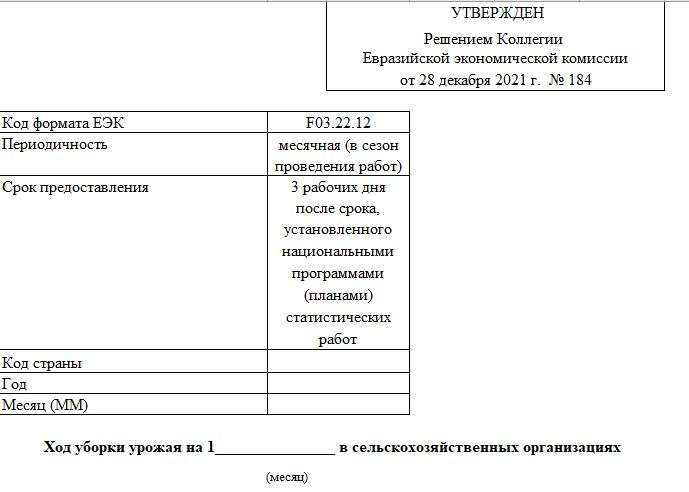 УТВЕРЖДЕН
Решением Коллегии
Евразийской экономической комиссии
от 28 декабря 2021 г. № 184
Код формата ЕЭК F03.22.12
Периодичность месячная (в сезон
проведения работ)
Срок предоставления 3 рабочих дня
после срока,
установленного
национальными
программами
(планами)
статистических
работ
Код страны
Год
Месяц (ММ)
Ход уборки урожая на 1_______________ в сельскохозяйственных организациях
(месяц)